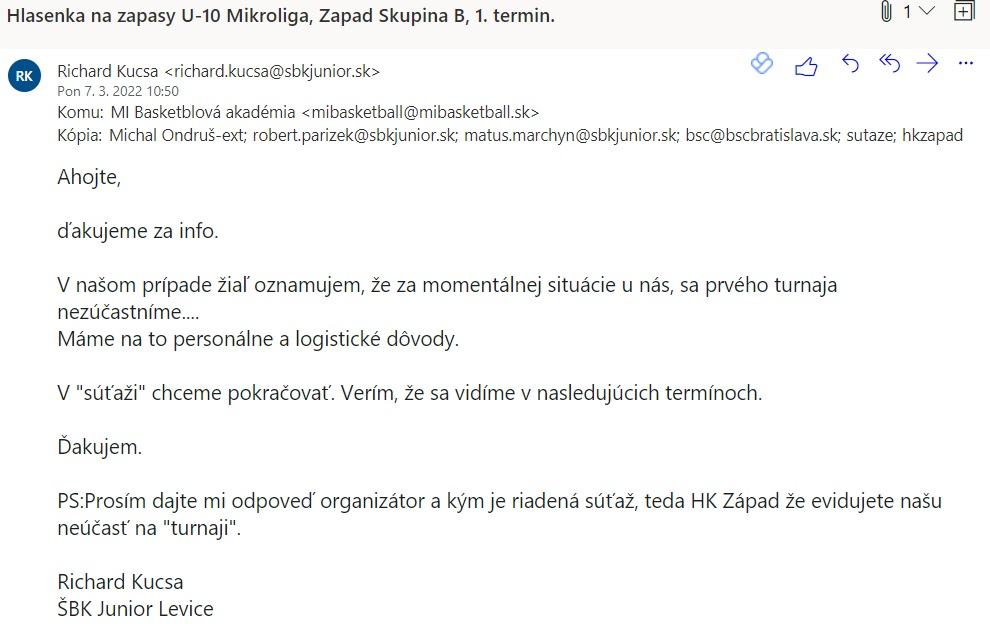 Hlasenka na zapasy U-10 Mikroliga, Zapad Skupina B, 1. termin.
1
RK
Richard Kucsa <richard.kucsa@sbkjunior.sk>
Pon 7. 3. 2022 10:50
Komu: MI Basketblová akadémia <mibasketball@mibasketball.sk>
Kópia: Michal Ondruš-ext; robert.parizek@sbkjunior.sk; matus.marchyn@sbkjunior.sk; bsc@bscbratislava.sk; sutaze; hkzapad
Ahojte,
ďakujeme za info.
V našom prípade žiaľ oznamujem, že za momentálnej situácie u nás, sa prvého turnaja
nezúčastníme....
Máme na to personálne a logistické dôvody.
V "súťaži" chceme pokračovať. Verím, že sa vidíme v nasledujúcich termínoch.
Ďakujem.
PS:Prosím dajte mi odpoveď organizátor a kým je riadená súťaž, teda HK Západ že evidujete našu
neúčasť na "turnaji".
Richard Kucsa
ŠBK Junior Levice